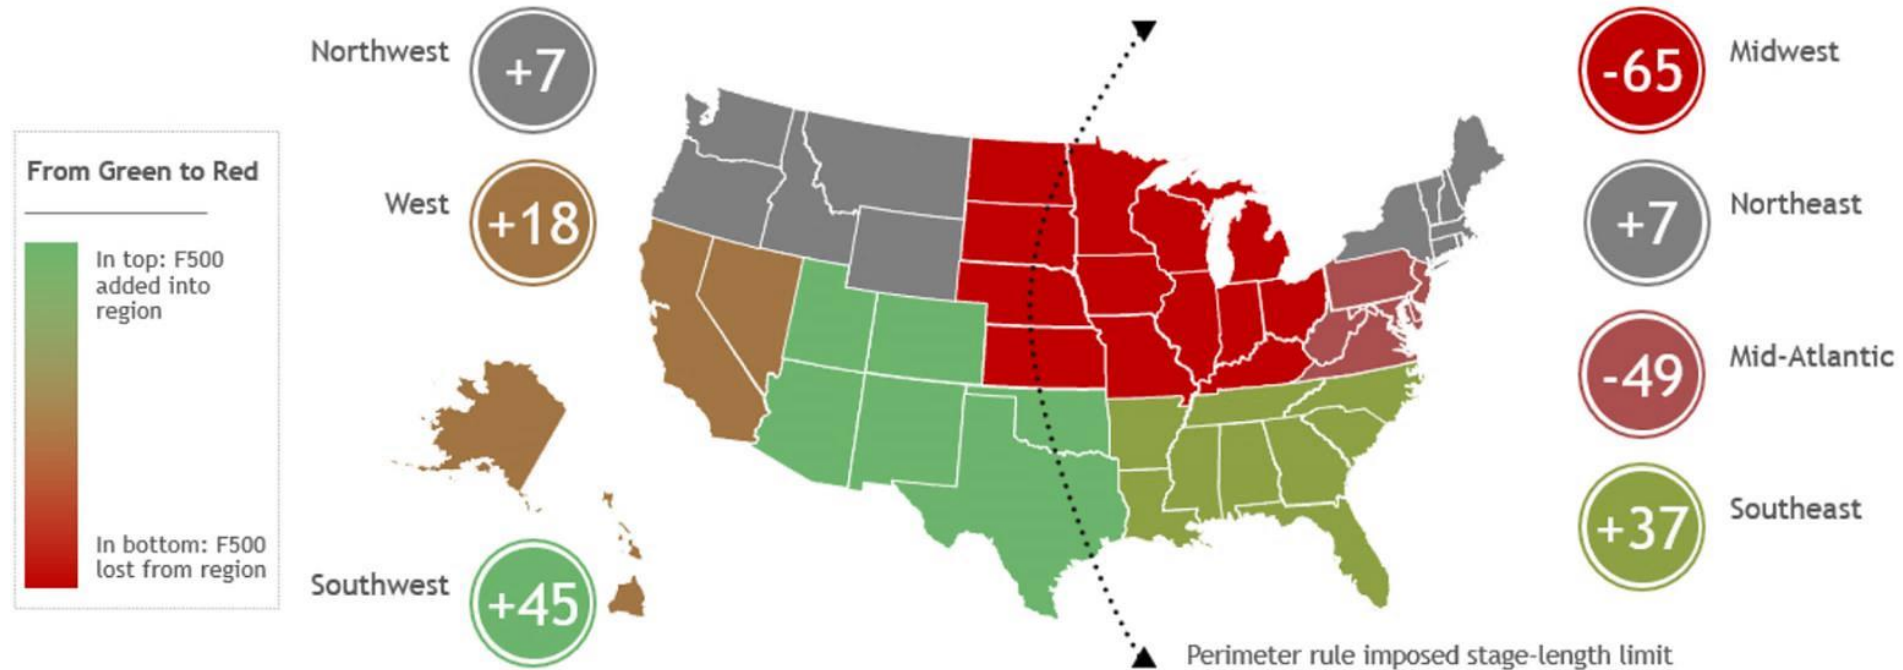 Northwest
+7
West
+18
From Green to Red
In top: F500
added into
region
In bottom: F500
lost from region
Southwest
+45
-65
Midwest
+7
Northeast
-49
Mid-Atlantic
+37
Southeast
Perimeter rule imposed stage-length limit